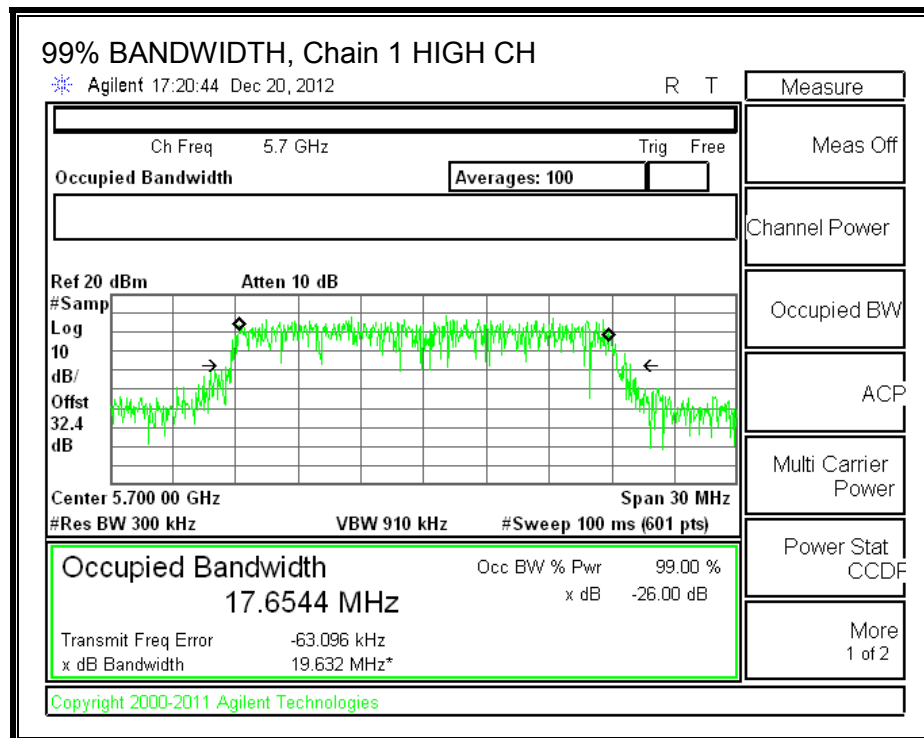 99% BANDWIDTH, Chain 1 HIGH CH
Agilent 17:20:44 Dec 20, 2012 R T
Measure
Ch Freq 5.7 GHz Trig Free
Meas Off
Occupied Bandwidth Averages: 100
Channel Power
Ref 20 dBm Atten 10 dB
#Samp
Log
10
dB/
Offst
32.4
dB
Occupied BW
ACP
Multi Carrier
Power
Center 5.700 00 GHz Span 30 MHz
#Res BW 300 kHz VBW 910 kHz #Sweep 100 ms (601 pts)
Power Stat
CCDF
Occupied Bandwidth Occ BW % Pwr 99.00 %
17.6544 MHz x dB -26.00 dB
Transmit Freq Error -63.096 kHz
x dB Bandwidth 19.632 MHz*
More
1 of 2
Copyright 2000-2011 Agilent Technologies